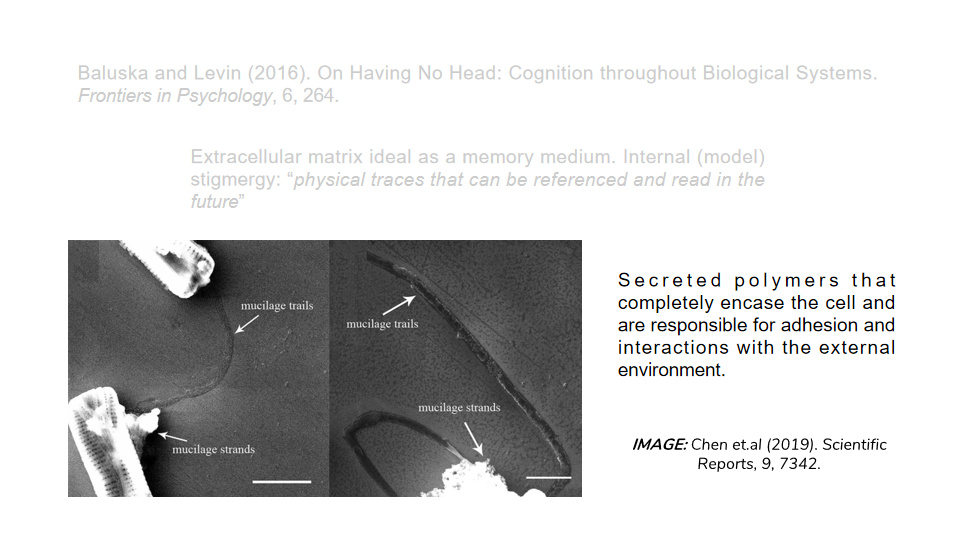 Baluska and Levin (2016). On Having No Head: Cognition throughout Biological Systems.
Frontiers in Psychology, 6, 264.
Extracellular matrix ideal as a memory medium. Internal (model)
stigmergy: “physical traces that can be referenced and read in the
future”
mucilage trails
mucilage strands
mucilage trails
mucilage strands
Secreted polymers that
completely encase the cell and
are responsible for adhesion and
interactions with the external
environment.
IMAGE: Chen et.al (2019). Scientific
Reports, 9, 7342.